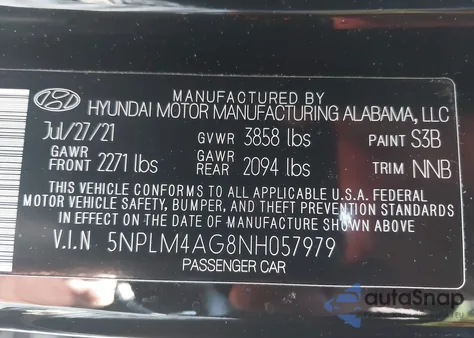 MANUFACTURED BY
HYUNDAI MOTOR MANUFACTURING ALABAMA, LLC
Jul/27/21 GVWR 3858 lbs PAINT S3B
GAWR FRONT 2271 lbs GAWR REAR 2094 lbs TRIM NNB
THIS VEHICLE CONFORMS TO ALL APPLICABLE U.S.A. FEDERAL
MOTOR VEHICLE SAFETY, BUMPER, AND THEFT PREVENTION STANDARDS
IN EFFECT ON THE DATE OF MANUFACTURE SHOWN ABOVE
V.I.N 5NPLM4AG8NH057979
PASSENGER CAR
autoSnap